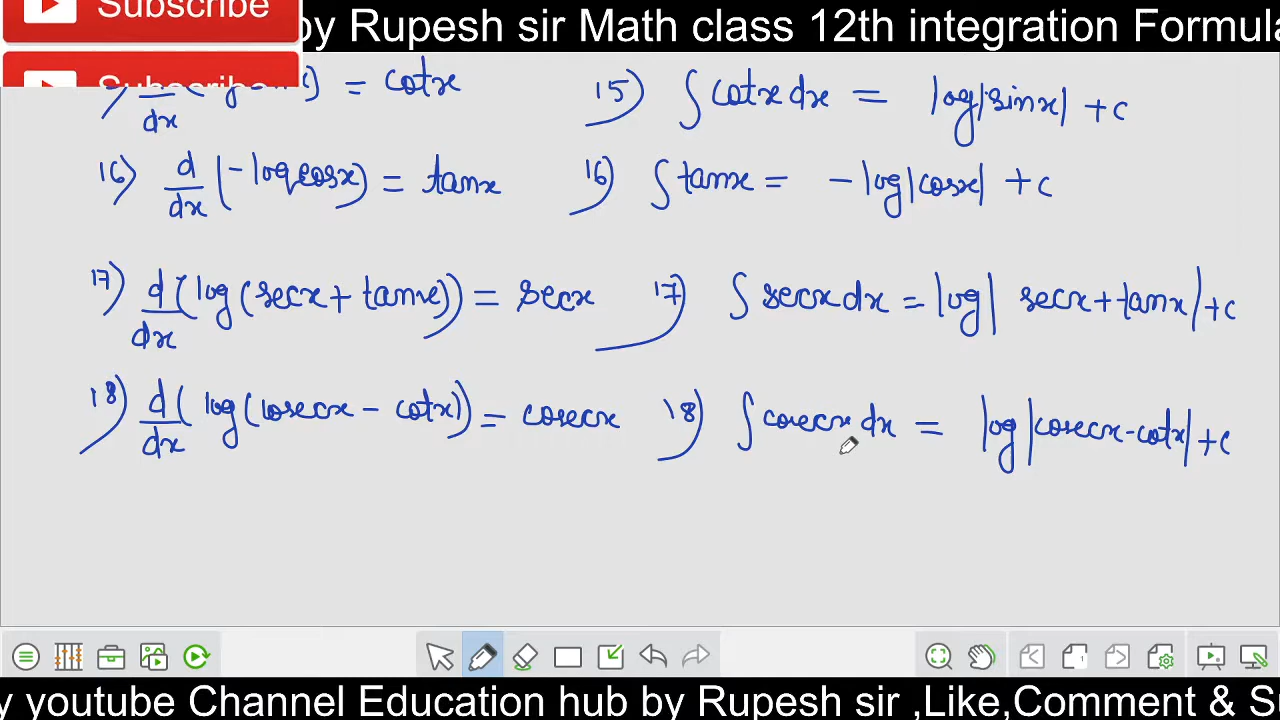 Subscribe
by Rupesh sir Math class 12th integration Formula
Subscribe
d/dx = cotx 15) ∫cotx dx = log|sinx| + c
16) d/dx (-log cosx) = tanx 16) ∫tanx = -log|cosx| + c
17) d/dx (log(secx + tanx)) = secx 17) ∫secx dx = log| secx + tanx| + c
18) d/dx (log(cosecx - cotx)) = cosecx 18) ∫cosecx dx = log|cosecx - cotx| + c
y youtube Channel Education hub by Rupesh sir ,Like,Comment & S